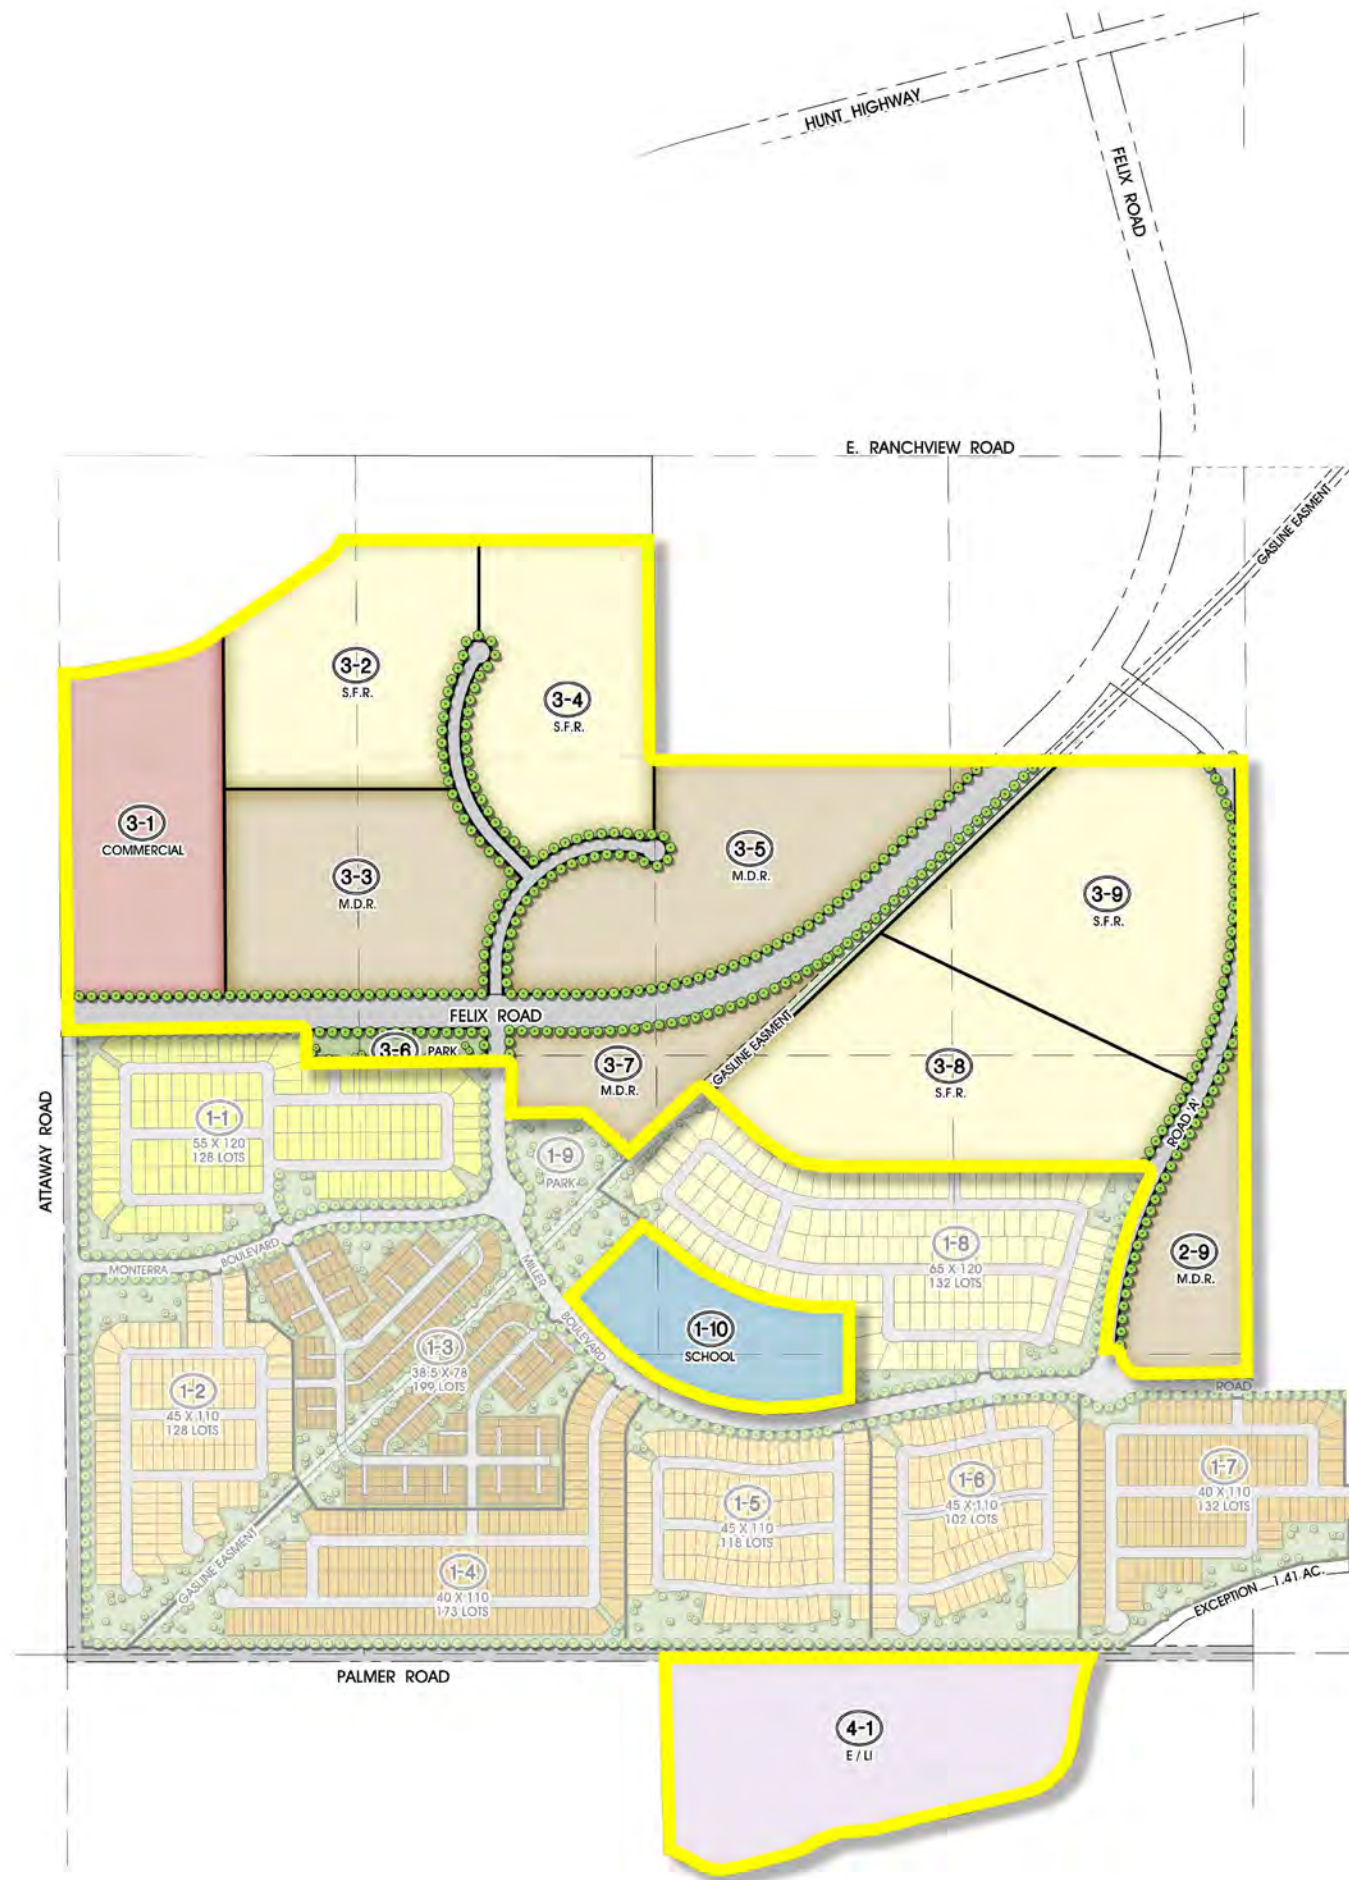 HUNT HIGHWAY
FELIX ROAD
E. RANCHVIEW ROAD
GASLINE EASMENT
3-2
S.F.R.
3-4
S.F.R.
3-1
COMMERCIAL
3-3
M.D.R.
3-5
M.D.R.
3-9
S.F.R.
FELIX ROAD
3-6 PARK
3-7
M.D.R.
GASLINE EASMENT
3-8
S.F.R.
ROAD 'A'
ATTAWAY ROAD
1-1
55 X 120
128 LOTS
1-9
PARK
MONTERRA BOULEVARD
MILLER BOULEVARD
1-8
65 X 120
132 LOTS
2-9
M.D.R.
1-10
SCHOOL
1-3
38.5 X 78
199 LOTS
1-2
45 X 110
128 LOTS
ROAD
1-5
45 X 110
118 LOTS
1-6
45 X 110
102 LOTS
1-7
40 X 110
132 LOTS
GASLINE EASMENT
1-4
40 X 110
173 LOTS
EXCEPTION 1.41 AC.
PALMER ROAD
4-1
E / LI